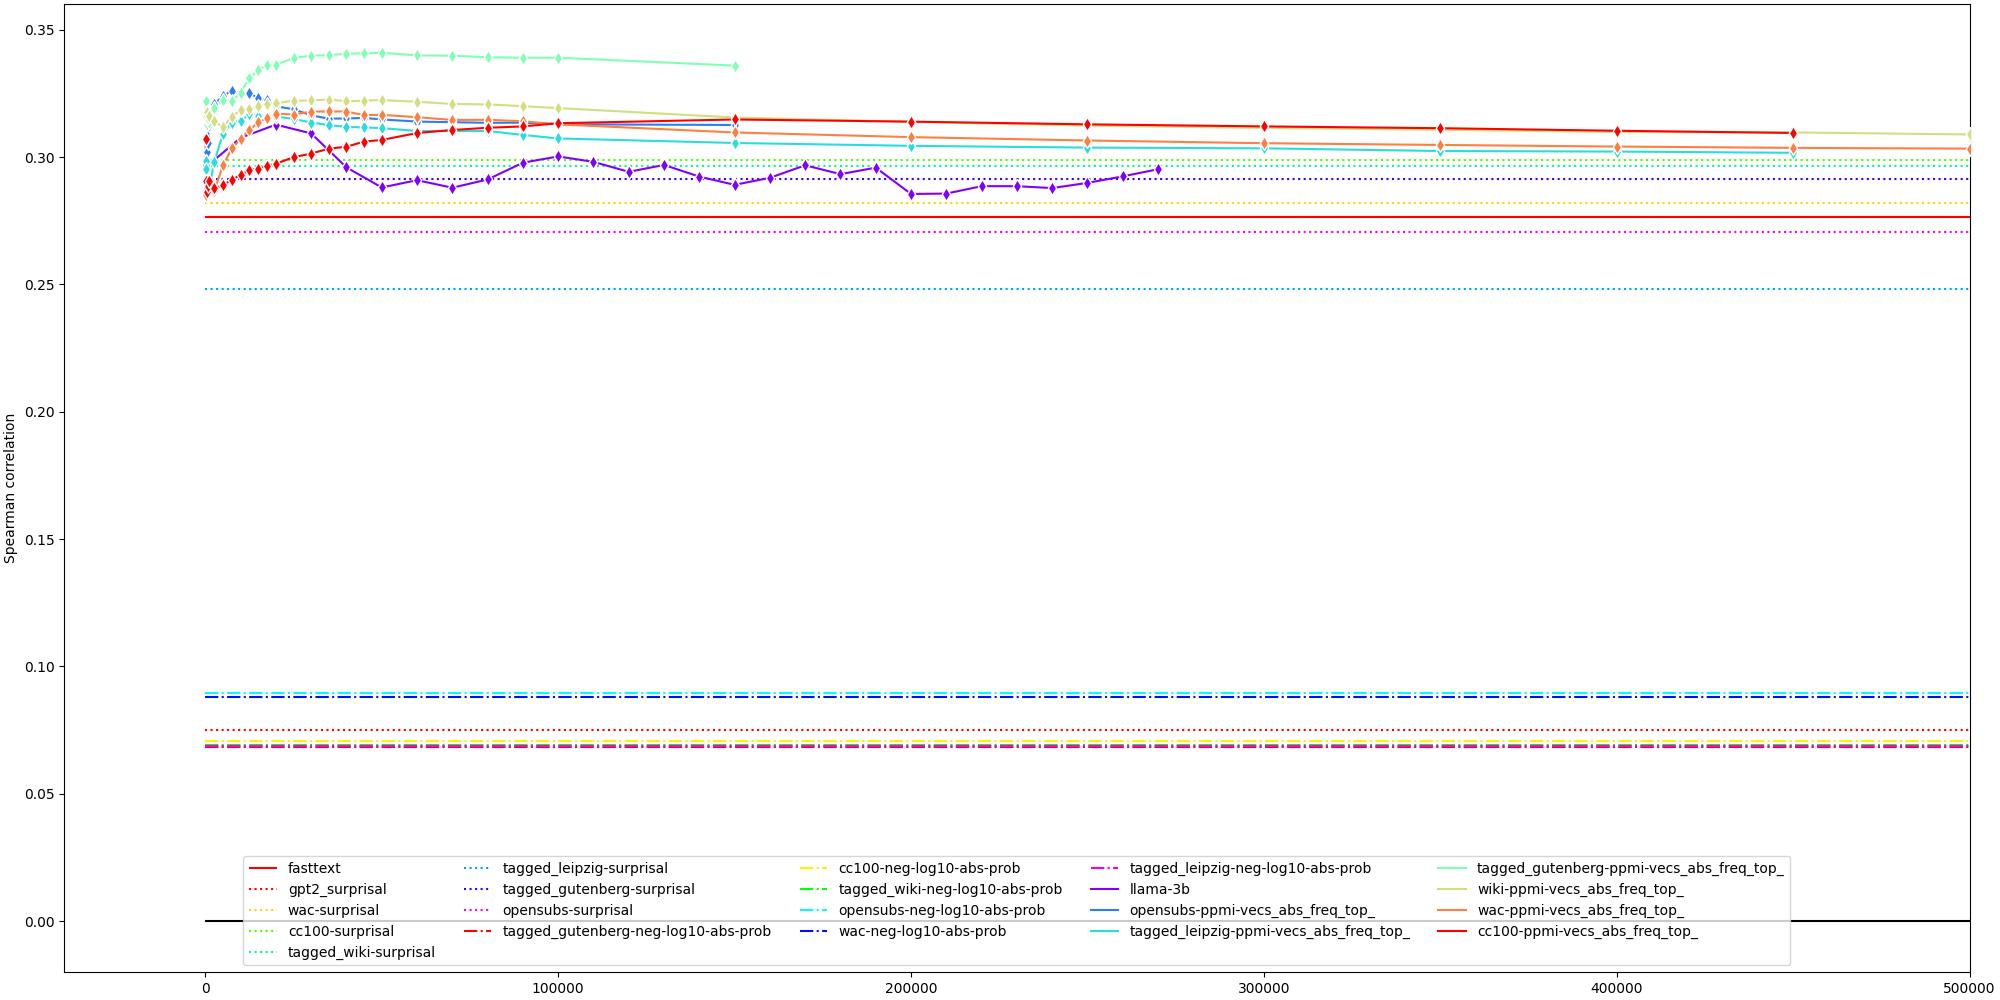 0.35
0.30
0.25
0.20
0.15
0.10
0.05
0.00
Spearman correlation
fasttext
gpt2_surprisal
wac-surprisal
cc100-surprisal
tagged_wiki-surprisal
tagged_leipzig-surprisal
tagged_gutenberg-surprisal
opensubs-surprisal
tagged_gutenberg-neg-log10-abs-prob
cc100-neg-log10-abs-prob
tagged_wiki-neg-log10-abs-prob
opensubs-neg-log10-abs-prob
wac-neg-log10-abs-prob
tagged_leipzig-neg-log10-abs-prob
llama-3b
opensubs-ppmi-vecs_abs_freq_top_
tagged_leipzig-ppmi-vecs_abs_freq_top_
tagged_gutenberg-ppmi-vecs_abs_freq_top_
wiki-ppmi-vecs_abs_freq_top_
wac-ppmi-vecs_abs_freq_top_
cc100-ppmi-vecs_abs_freq_top_
0 100000 200000 300000 400000 500000